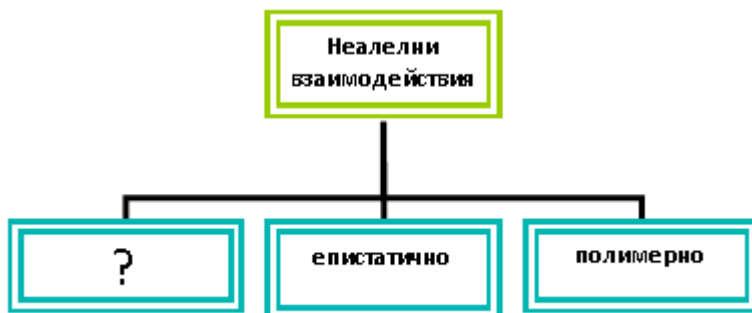 Неалелни
взаимодействия
?
епистатично
полимерно